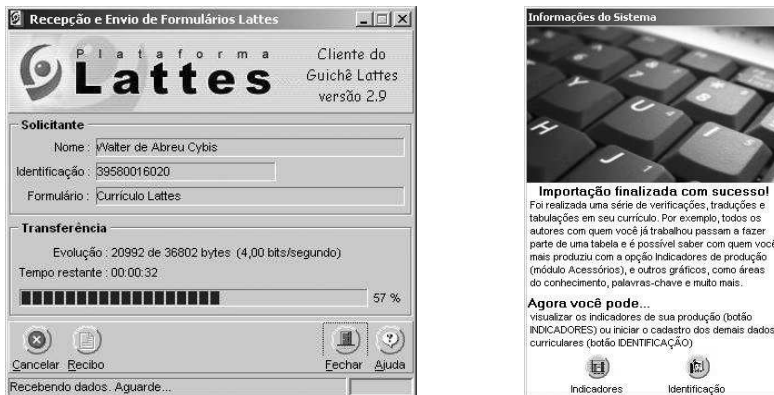 Recepção e Envio de Formulários Lattes
Plataforma
Lattes
Cliente do
Guichê Lattes
versão 2.9
Solicitante
Nome : Walter de Abreu Cybis
Identificação : 39580016020
Formulário : Currículo Lattes
Transferência
Evolução : 20992 de 36802 bytes (4,00 bits/segundo)
Tempo restante : 00:00:32
57 %
Cancelar Recibo Fechar Ajuda
Recebendo dados. Aguarde...
Informações do Sistema
Y
U
8
H
J
1
5
Importação finalizada com sucesso!
Foi realizada uma série de verificações, traduções e
tabulações em seu currículo. Por exemplo, todos os
autores com quem você já trabalhou passam a fazer
parte de uma tabela e é possível saber com quem você
mais produziu com a opção Indicadores de produção
(módulo Acessórios), e outros gráficos, como áreas
do conhecimento, palavras-chave e muito mais.
Agora você pode...
visualizar os indicadores de sua produção (botão
INDICADORES) ou iniciar o cadastro dos demais dados
curriculares (botão IDENTIFICAÇÃO)
Indicadores Identificação